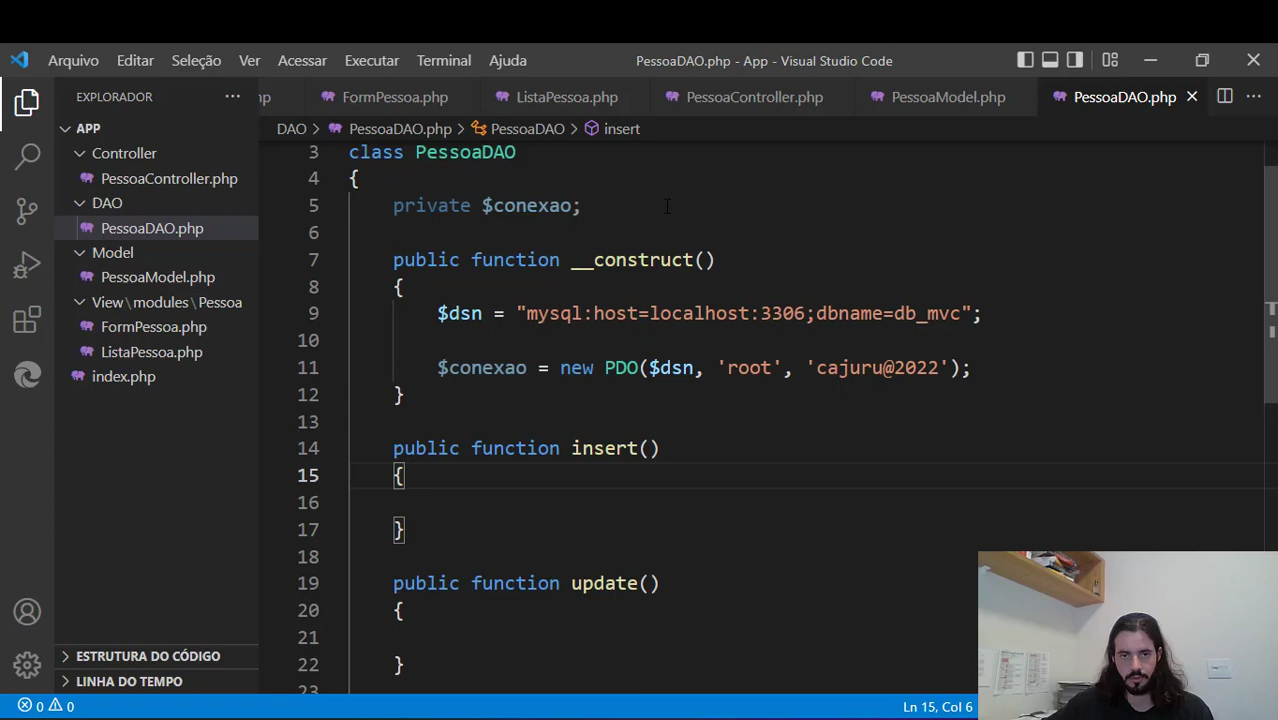 Arquivo Editar Seleção Ver Acessar Executar Terminal Ajuda PessoaDAO.php - App - Visual Studio Code
EXPLORADOR
hp FormPessoa.php ListaPessoa.php PessoaController.php PessoaModel.php PessoaDAO.php
DAO PessoaDAO.php PessoaDAO insert
APP
Controller
PessoaController.php
DAO
PessoaDAO.php
Model
PessoaModel.php
View\modules\Pessoa
FormPessoa.php
ListaPessoa.php
index.php
ESTRUTURA DO CÓDIGO
LINHA DO TEMPO
3 class PessoaDAO
4 {
5 private $conexao;
6
7 public function __construct()
8 {
9 $dsn = "mysql:host=localhost:3306;dbname=db_mvc";
10
11 $conexao = new PDO($dsn, 'root', 'cajuru@2022');
12 }
13
14 public function insert()
15 {
16
17 }
18
19 public function update()
20 {
21
22 }
23
0 0 Ln 15, Col 6